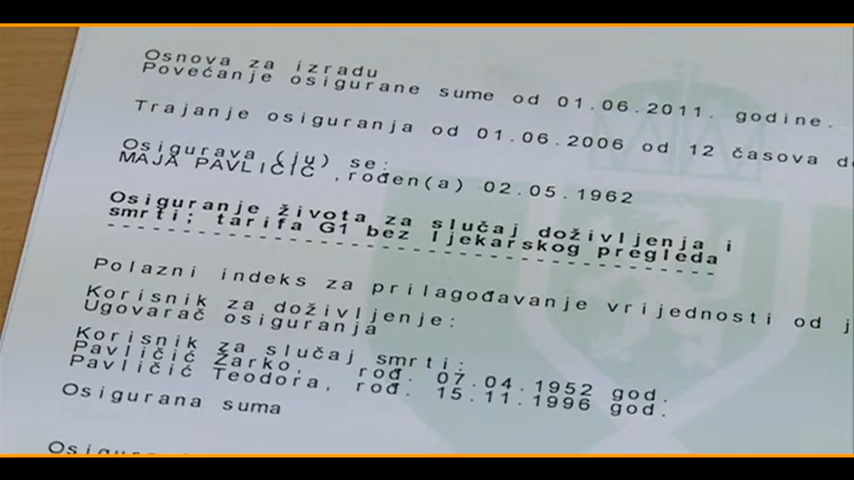 Osnova za izradu
Povećanje osigurane sume od 01.06.2011. godine.
Trajanje osiguranja od 01.06.2006 od 12 časova do
Osigurava (ju) se:
MAJA PAVLIČIĆ ,rođen(a) 02.05.1962
Osiguranje života za slučaj doživljenja i
smrti; tarifa G1 bez ljekarskog pregleda
Polazni indeks za prilagođavanje vrijednosti od j
Korisnik za doživljenje:
Ugovarač osiguranja
Korisnik za slučaj smrti:
Pavličić Žarko, rođ. 07.04.1952 god.
Pavličić Teodora, rođ. 15.11.1996 god.
Osigurana suma